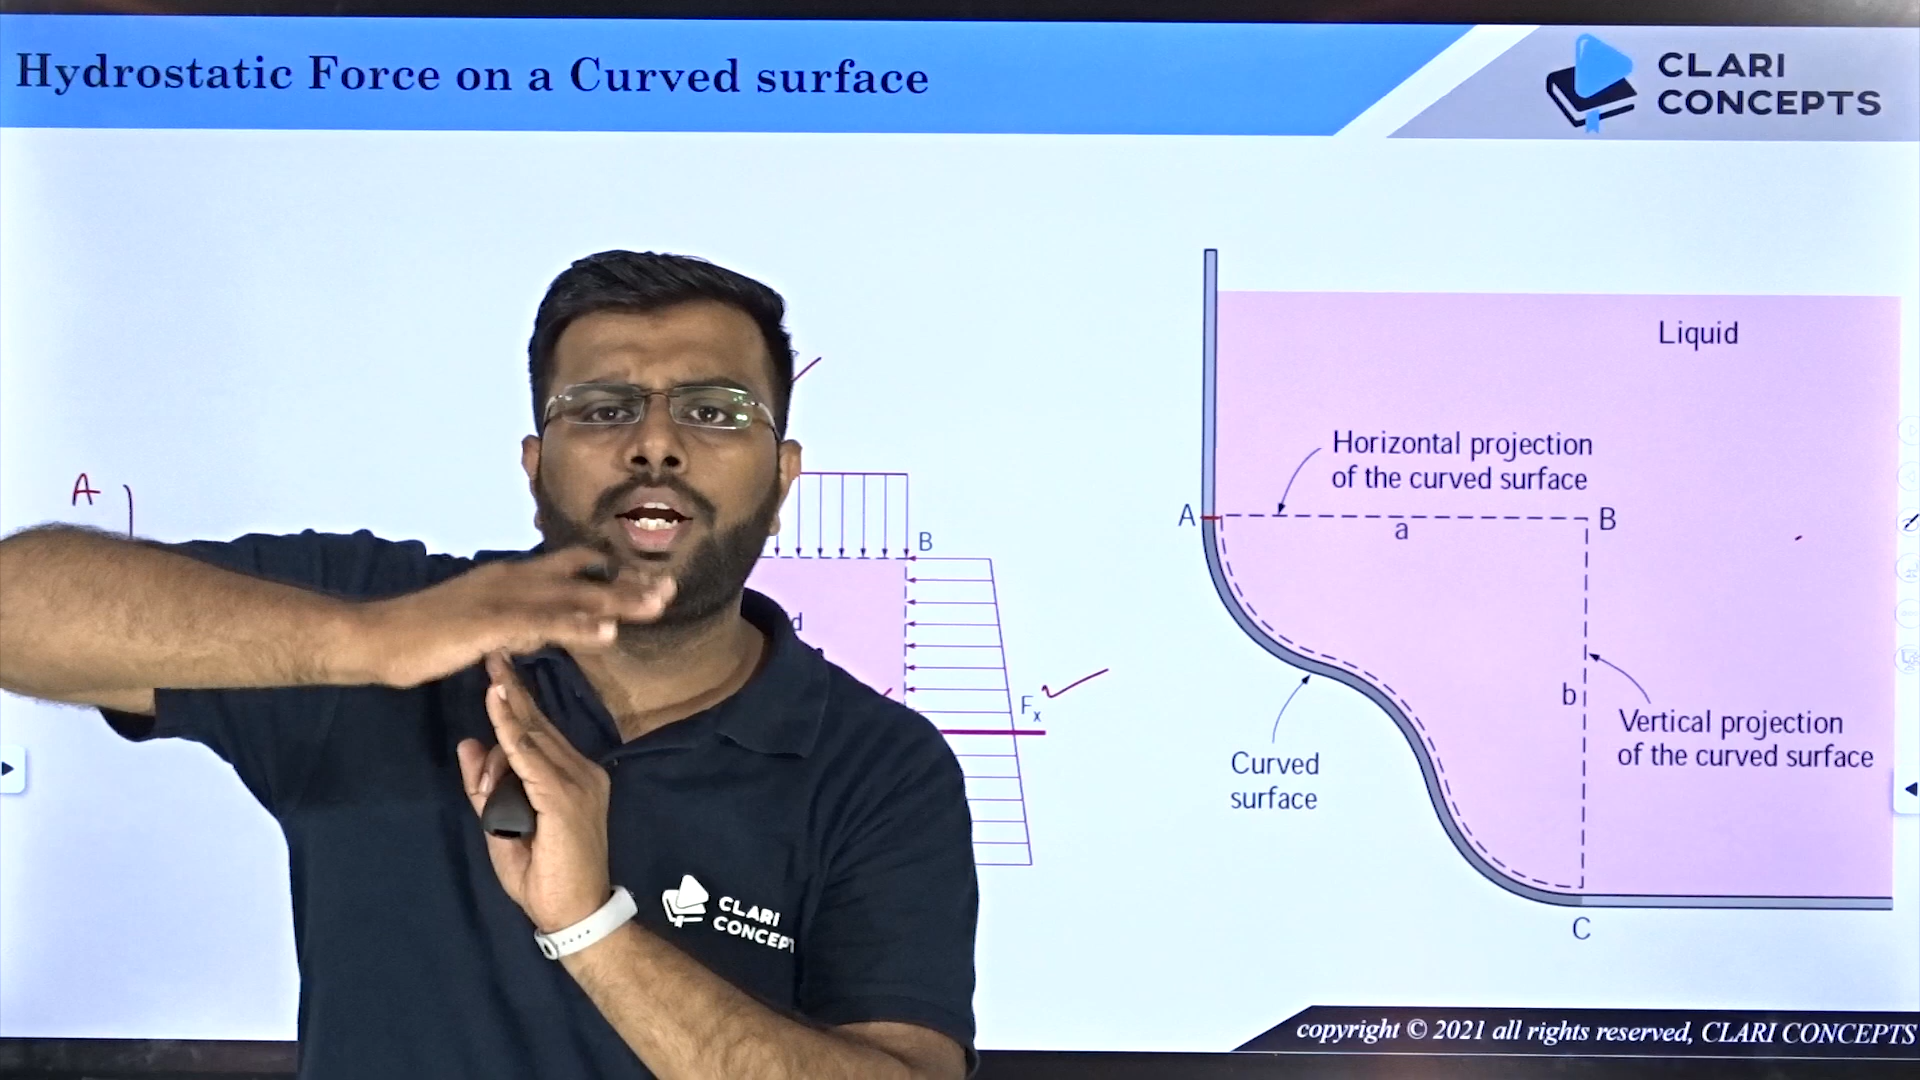 Hydrostatic Force on a Curved surface
CLARI
CONCEPTS
Liquid
Horizontal projection
of the curved surface
A
B
a
A
B
d
b
F
x
Vertical projection
of the curved surface
Curved
surface
CLARI
CONCEPT
C
copyright © 2021 all rights reserved, CLARI CONCEPTS